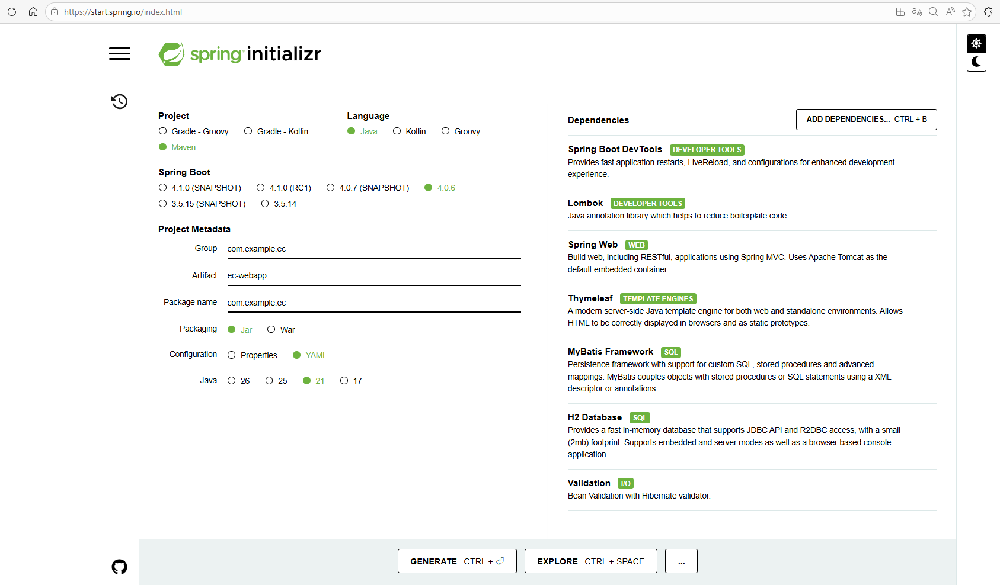 https://start.spring.io/index.html
spring initializr
Project
Gradle - Groovy Gradle - Kotlin
Maven
Language
Java Kotlin Groovy
Spring Boot
4.1.0 (SNAPSHOT) 4.1.0 (RC1) 4.0.7 (SNAPSHOT) 4.0.6
3.5.15 (SNAPSHOT) 3.5.14
Project Metadata
Group com.example.ec
Artifact ec-webapp
Package name com.example.ec
Packaging Jar War
Configuration Properties YAML
Java 26 25 21 17
Dependencies ADD DEPENDENCIES... CTRL + B
Spring Boot DevTools DEVELOPER TOOLS
Provides fast application restarts, LiveReload, and configurations for enhanced development
experience.
Lombok DEVELOPER TOOLS
Java annotation library which helps to reduce boilerplate code.
Spring Web WEB
Build web, including RESTful, applications using Spring MVC. Uses Apache Tomcat as the
default embedded container.
Thymeleaf TEMPLATE ENGINES
A modern server-side Java template engine for both web and standalone environments. Allows
HTML to be correctly displayed in browsers and as static prototypes.
MyBatis Framework SQL
Persistence framework with support for custom SQL, stored procedures and advanced
mappings. MyBatis couples objects with stored procedures or SQL statements using a XML
descriptor or annotations.
H2 Database SQL
Provides a fast in-memory database that supports JDBC API and R2DBC access, with a small
(2mb) footprint. Supports embedded and server modes as well as a browser based console
application.
Validation I/O
Bean Validation with Hibernate validator.
GENERATE CTRL + ⏎ EXPLORE CTRL + SPACE ...